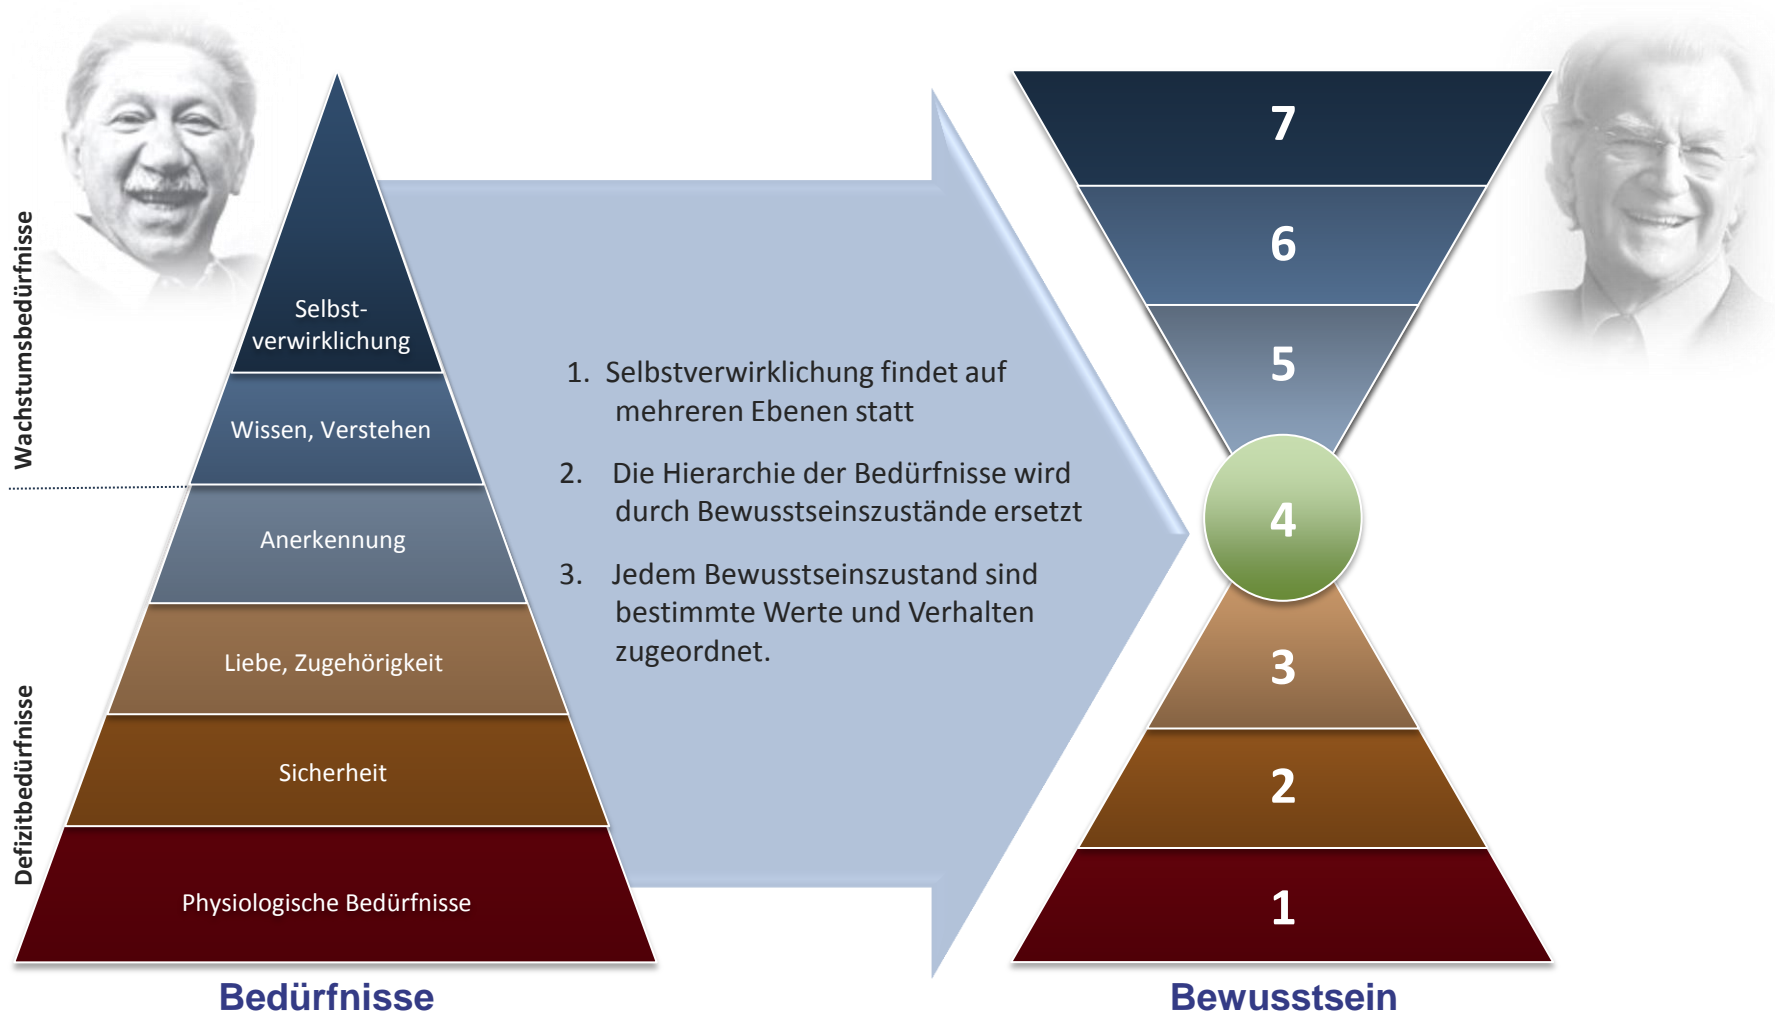 Wachstumsbedürfnisse
Defizitbedürfnisse
Selbst-
verwirklichung
Wissen, Verstehen
Anerkennung
Liebe, Zugehörigkeit
Sicherheit
Physiologische Bedürfnisse
Bedürfnisse
1. Selbstverwirklichung findet auf
mehreren Ebenen statt
2. Die Hierarchie der Bedürfnisse wird
durch Bewusstseinszustände ersetzt
3. Jedem Bewusstseinszustand sind
bestimmte Werte und Verhalten
zugeordnet.
7
6
5
4
3
2
1
Bewusstsein